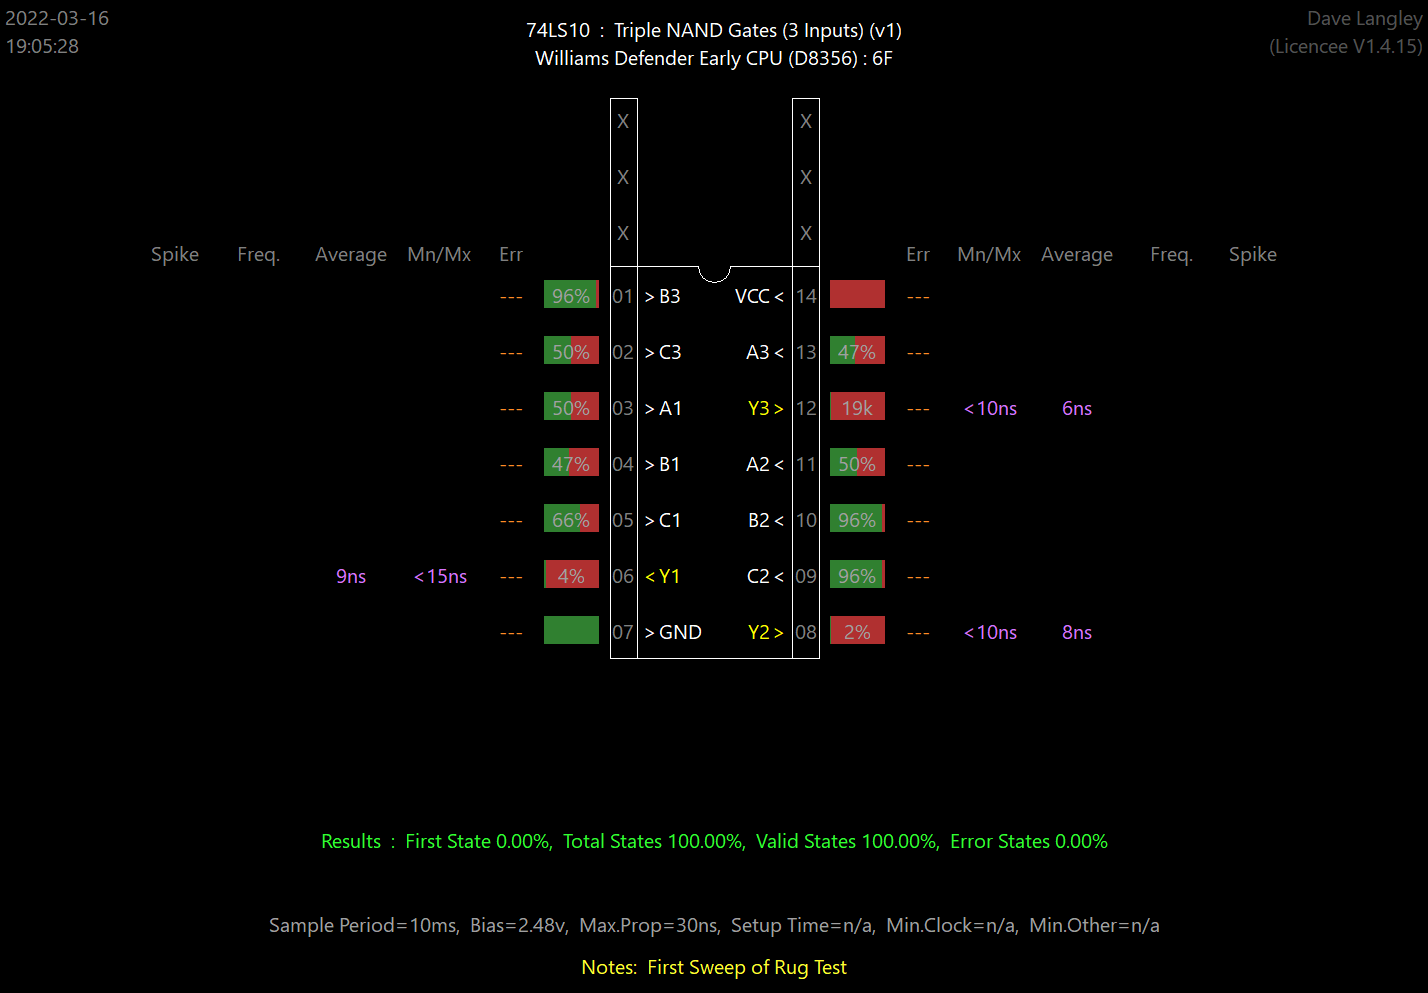 2022-03-16
19:05:28
74LS10 : Triple NAND Gates (3 Inputs) (v1)
Williams Defender Early CPU (D8356) : 6F
Dave Langley
(Licencee V1.4.15)
X X
X X
X X
Spike Freq. Average Mn/Mx Err Err Mn/Mx Average Freq. Spike
--- 96% 01 > B3 VCC < 14 ---
--- 50% 02 > C3 A3 < 13 47% ---
--- 50% 03 > A1 Y3 > 12 19k --- <10ns 6ns
--- 47% 04 > B1 A2 < 11 50% ---
--- 66% 05 > C1 B2 < 10 96% ---
9ns <15ns --- 4% 06 < Y1 C2 < 09 96% ---
--- 07 > GND Y2 > 08 2% --- <10ns 8ns
Results : First State 0.00%, Total States 100.00%, Valid States 100.00%, Error States 0.00%
Sample Period=10ms, Bias=2.48v, Max.Prop=30ns, Setup Time=n/a, Min.Clock=n/a, Min.Other=n/a
Notes: First Sweep of Rug Test